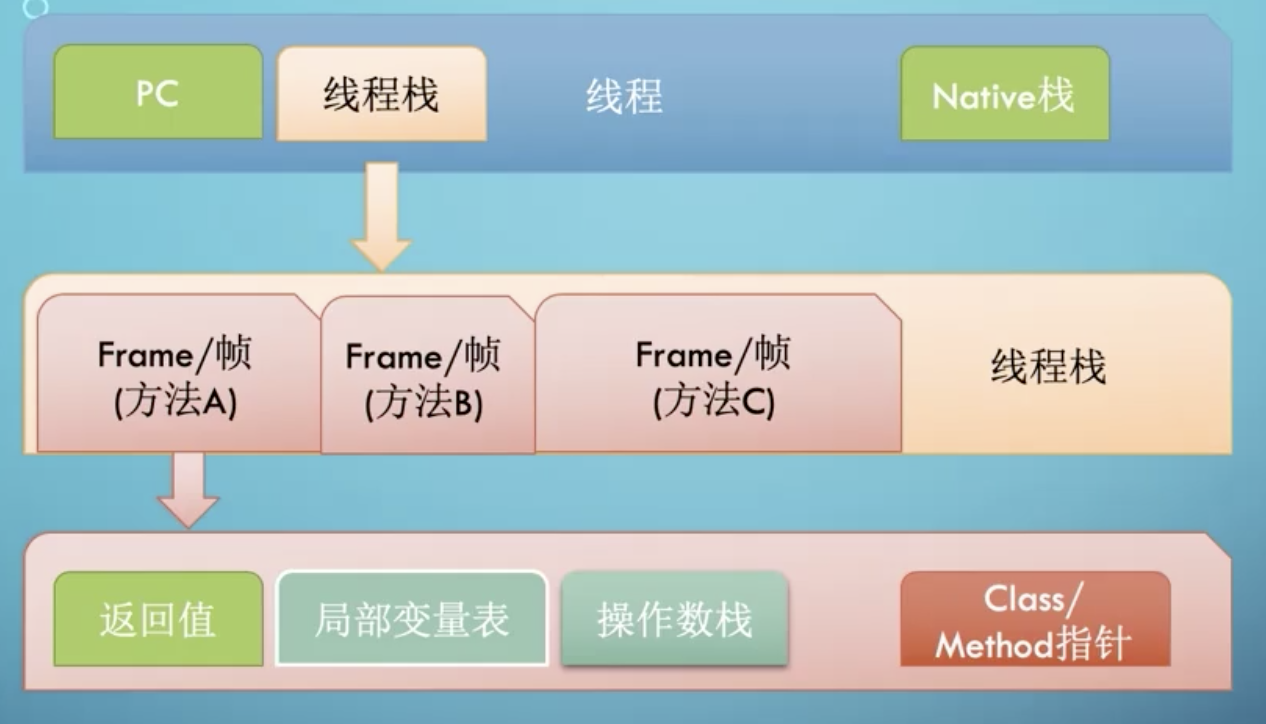 PC
线程栈
线程
Native栈
Frame/帧
(方法A)
Frame/帧
(方法B)
Frame/帧
(方法C)
线程栈
返回值
局部变量表
操作数栈
Class/
Method指针